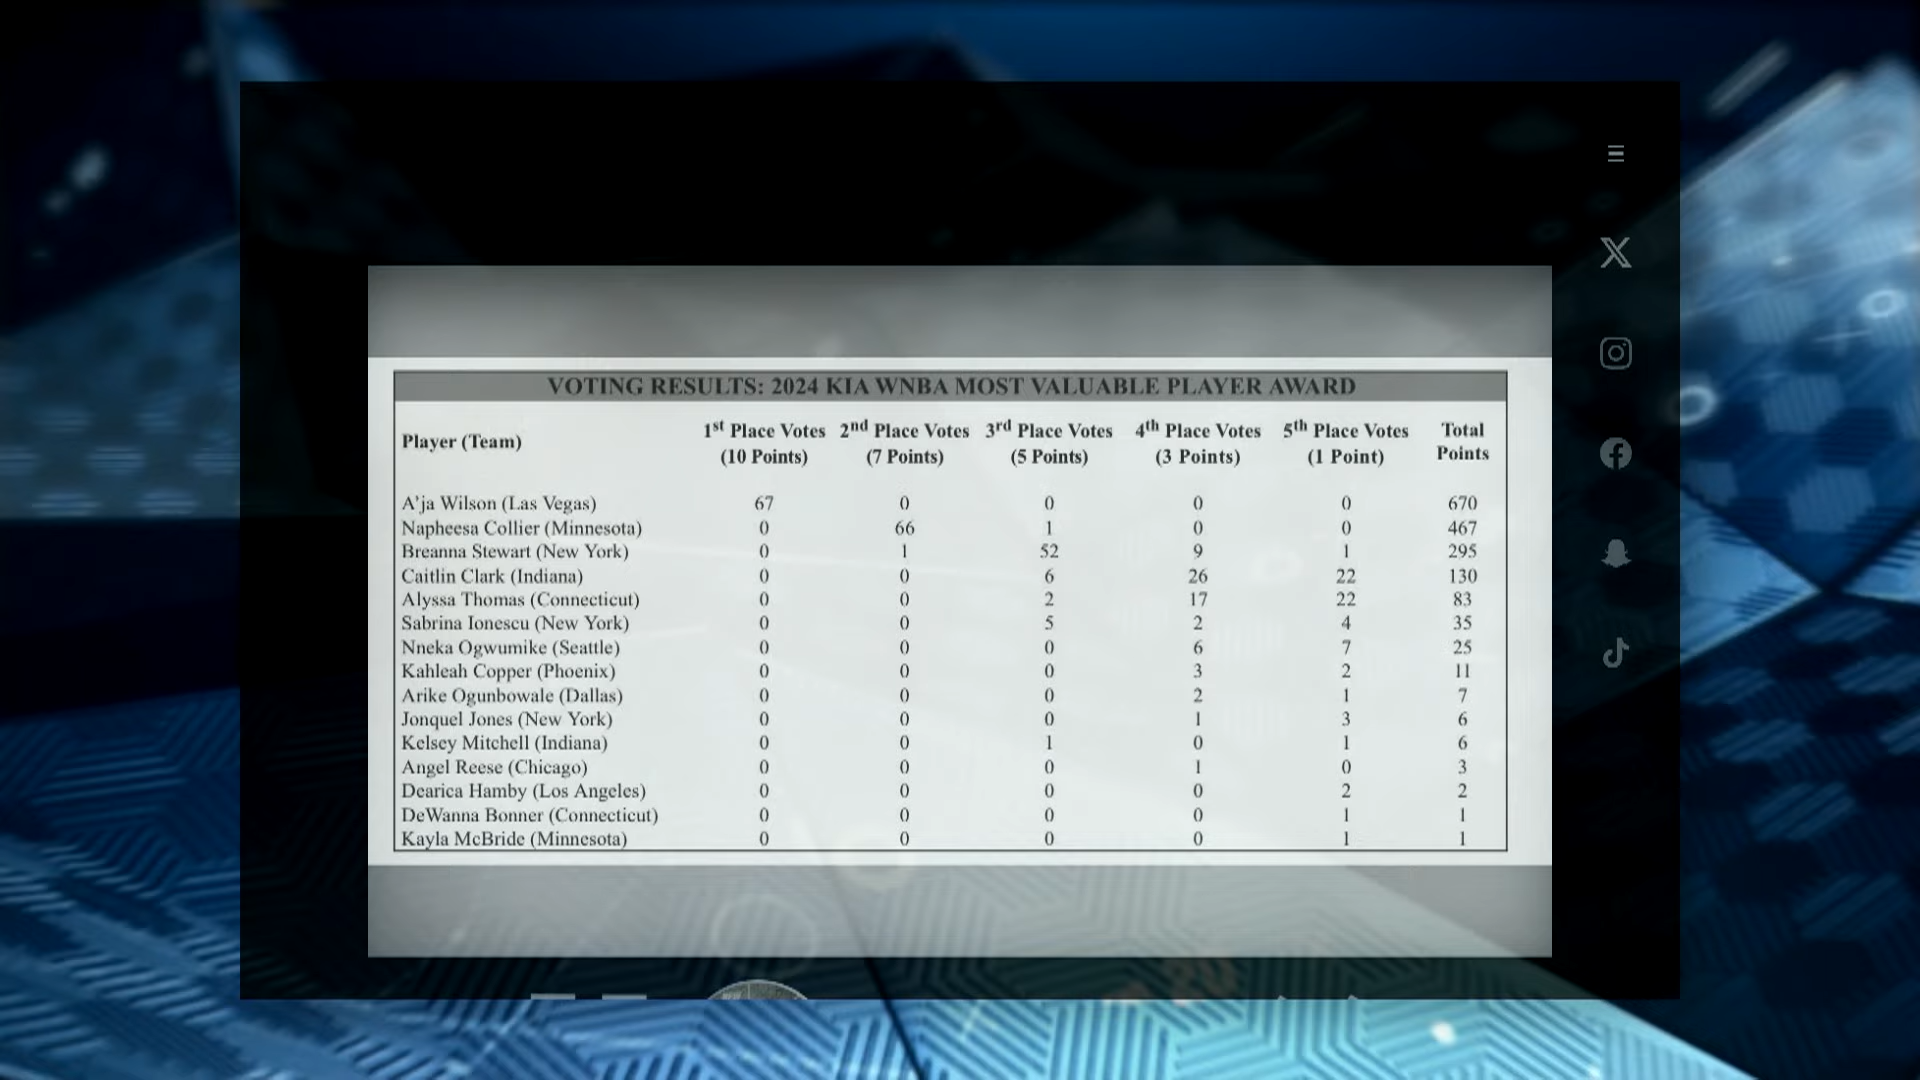 VOTING RESULTS: 2024 KIA WNBA MOST VALUABLE PLAYER AWARD
Player (Team) 1st Place Votes (10 Points) 2nd Place Votes (7 Points) 3rd Place Votes (5 Points) 4th Place Votes (3 Points) 5th Place Votes (1 Point) Total Points
A'ja Wilson (Las Vegas) 67 0 0 0 0 670
Napheesa Collier (Minnesota) 0 66 1 0 0 467
Breanna Stewart (New York) 0 1 52 9 1 295
Caitlin Clark (Indiana) 0 0 6 26 22 130
Alyssa Thomas (Connecticut) 0 0 2 17 22 83
Sabrina Ionescu (New York) 0 0 5 2 4 35
Nneka Ogwumike (Seattle) 0 0 0 6 7 25
Kahleah Copper (Phoenix) 0 0 0 3 2 11
Arike Ogunbowale (Dallas) 0 0 0 2 1 7
Jonquel Jones (New York) 0 0 0 1 3 6
Kelsey Mitchell (Indiana) 0 0 1 0 1 6
Angel Reese (Chicago) 0 0 0 1 0 3
Dearica Hamby (Los Angeles) 0 0 0 0 2 2
DeWanna Bonner (Connecticut) 0 0 0 0 1 1
Kayla McBride (Minnesota) 0 0 0 0 1 1